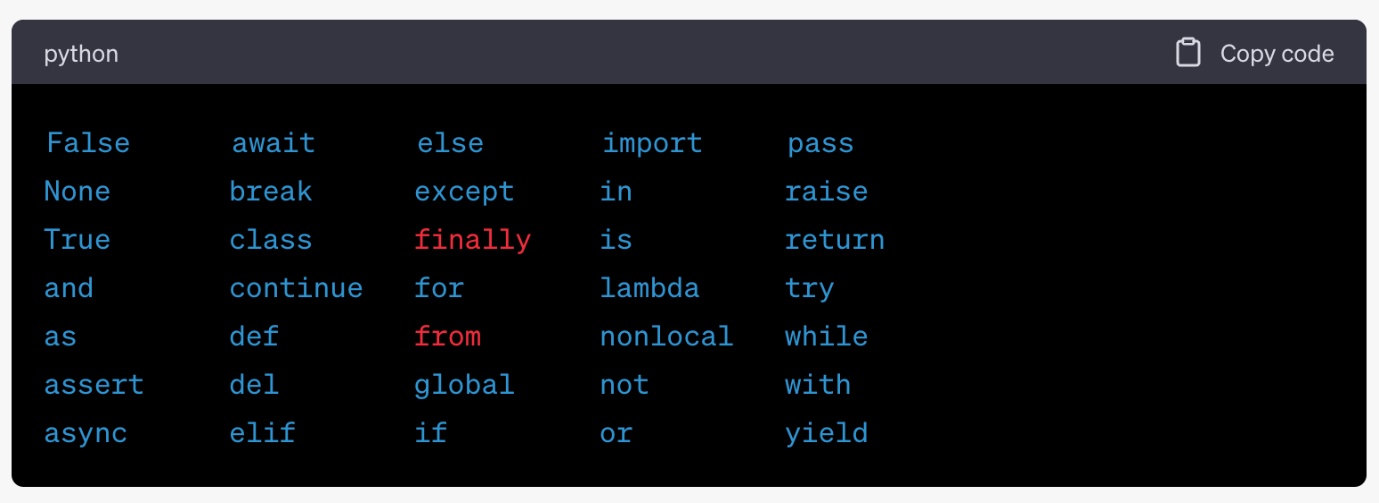 python Copy code
False await else import pass
None break except in raise
True class finally is return
and continue for lambda try
as def from nonlocal while
assert del global not with
async elif if or yield